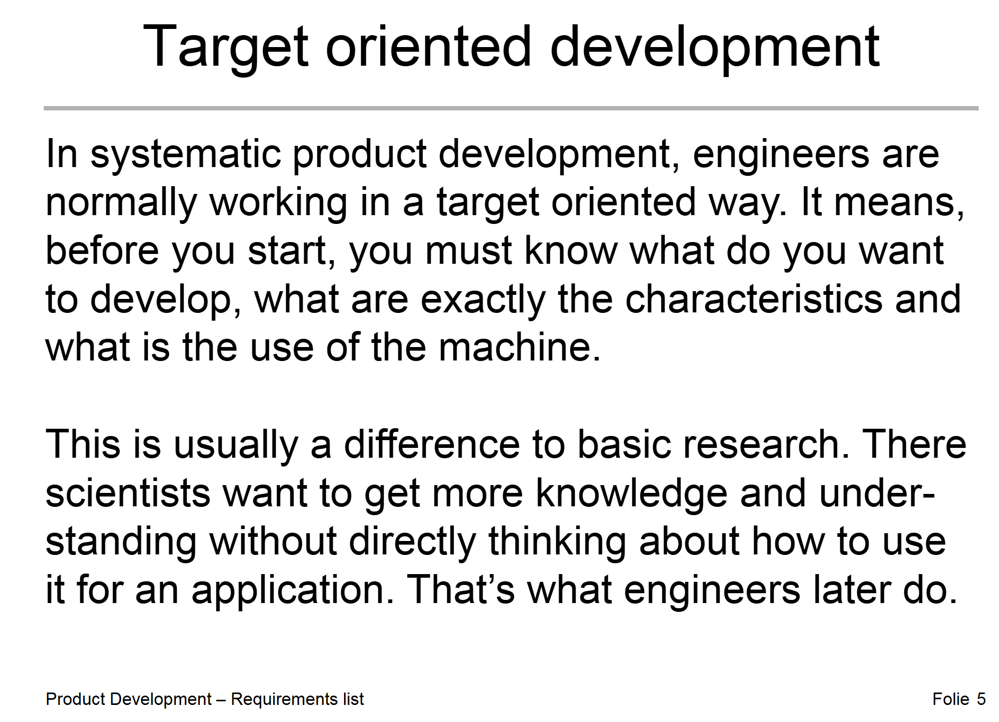 Target oriented development
In systematic product development, engineers are
normally working in a target oriented way. It means,
before you start, you must know what do you want
to develop, what are exactly the characteristics and
what is the use of the machine.
This is usually a difference to basic research. There
scientists want to get more knowledge and under-
standing without directly thinking about how to use
it for an application. That’s what engineers later do.
Product Development – Requirements list
Folie 5